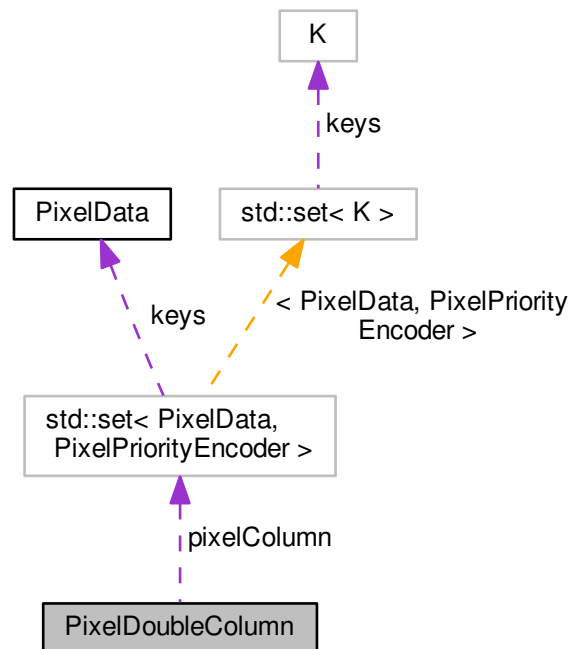 K
keys
PixelData
std::set< K >
keys
< PixelData, PixelPriority
Encoder >
std::set< PixelData,
PixelPriorityEncoder >
pixelColumn
PixelDoubleColumn